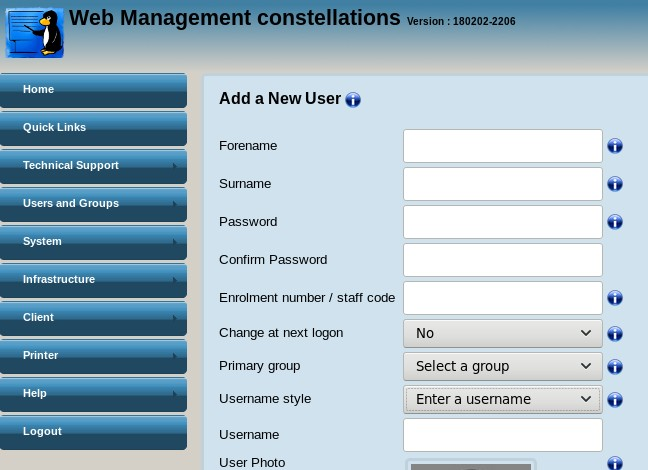 Web Management constellations Version : 180202-2206
Home
Quick Links
Technical Support
Users and Groups
System
Infrastructure
Client
Printer
Help
Logout
Add a New User
Forename
Surname
Password
Confirm Password
Enrolment number / staff code
Change at next logon No
Primary group Select a group
Username style Enter a username
Username
User Photo